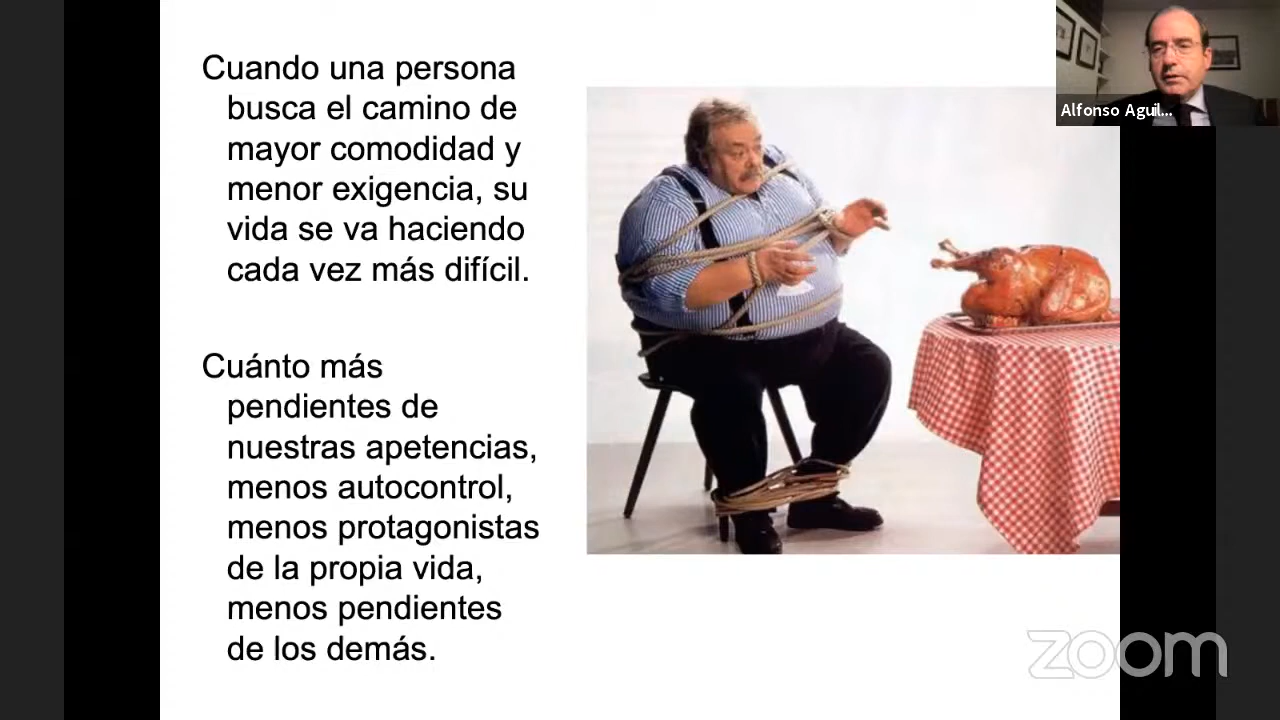 Cuando una persona
busca el camino de
mayor comodidad y
menor exigencia, su
vida se va haciendo
cada vez más difícil.
Cuánto más
pendientes de
nuestras apetencias,
menos autocontrol,
menos protagonistas
de la propia vida,
menos pendientes
de los demás.
Alfonso Aguil...
zoom